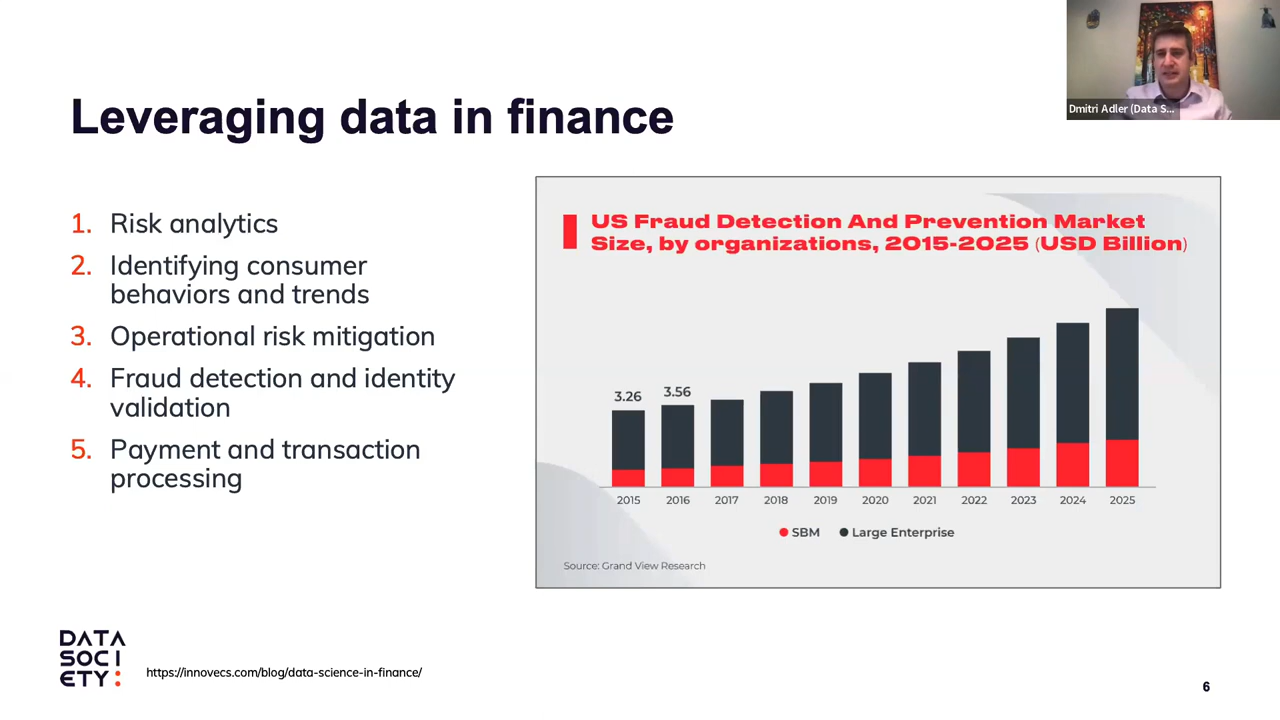 Dmitri Adler (Data S...
Leveraging data in finance
1. Risk analytics
2. Identifying consumer
behaviors and trends
3. Operational risk mitigation
4. Fraud detection and identity
validation
5. Payment and transaction
processing
US Fraud Detection And Prevention Market
Size, by organizations, 2015-2025 (USD Billion)
3.26
3.56
2015 2016 2017 2018 2019 2020 2021 2022 2023 2024 2025
SBM Large Enterprise
Source: Grand View Research
DATA
SOCI
ETY:
https://innovecs.com/blog/data-science-in-finance/
6